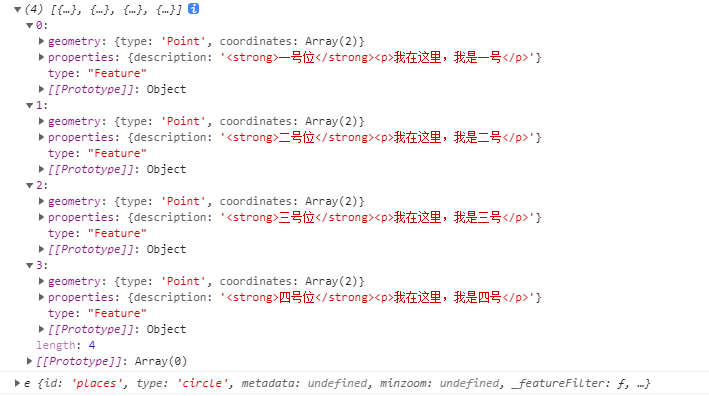 (4) [{…}, {…}, {…}, {…}] i
0:
geometry: {type: 'Point', coordinates: Array(2)}
properties: {description: '<strong>一号位</strong><p>我在这里，我是一号</p>'}
type: "Feature"
[[Prototype]]: Object
1:
geometry: {type: 'Point', coordinates: Array(2)}
properties: {description: '<strong>二号位</strong><p>我在这里，我是二号</p>'}
type: "Feature"
[[Prototype]]: Object
2:
geometry: {type: 'Point', coordinates: Array(2)}
properties: {description: '<strong>三号位</strong><p>我在这里，我是三号</p>'}
type: "Feature"
[[Prototype]]: Object
3:
geometry: {type: 'Point', coordinates: Array(2)}
properties: {description: '<strong>四号位</strong><p>我在这里，我是四号</p>'}
type: "Feature"
[[Prototype]]: Object
length: 4
[[Prototype]]: Array(0)
e {id: 'places', type: 'circle', metadata: undefined, minzoom: undefined, _featureFilter: ƒ, …}